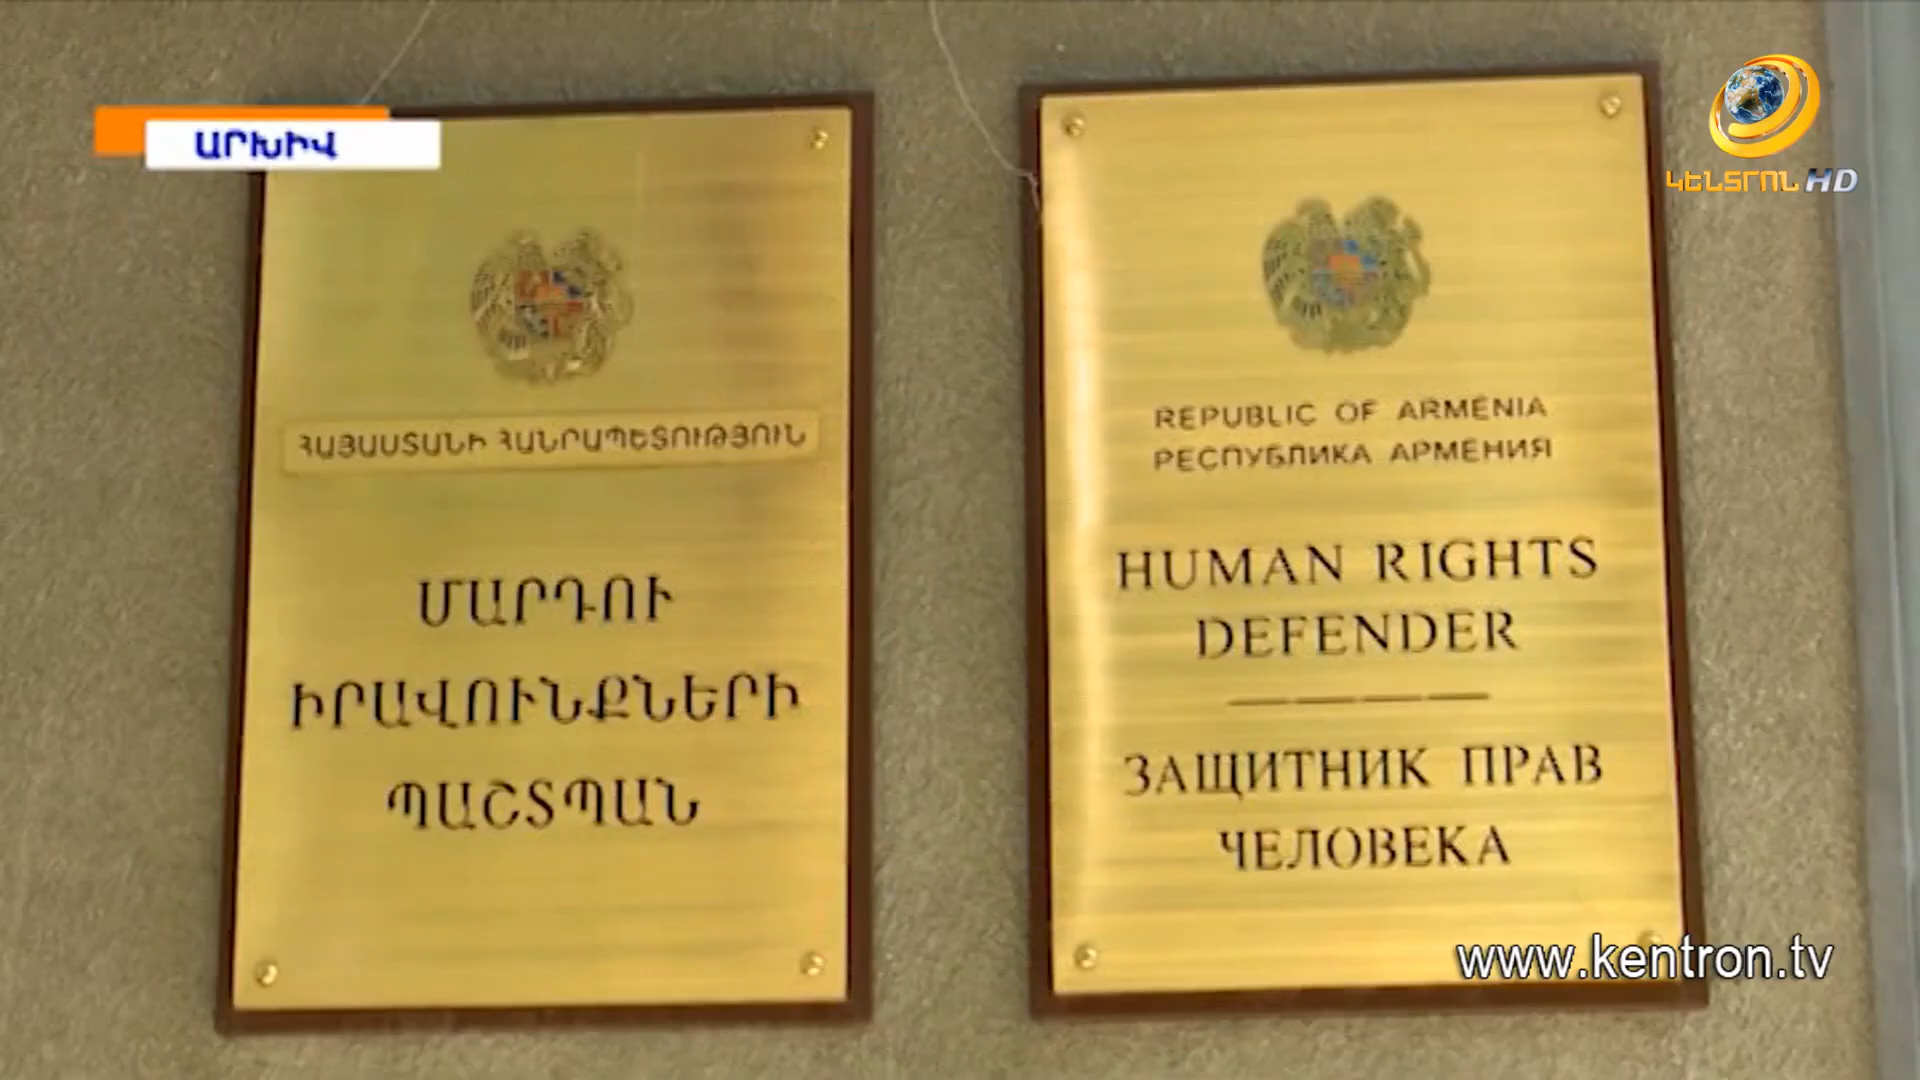 ԱՐԽԻՎ
ԿԵՆՏՐՈՆ HD
ՀԱՅԱՍՏԱՆԻ ՀԱՆՐԱՊԵՏՈՒԹՅՈՒՆ
ՄԱՐԴՈՒ
ԻՐԱՎՈՒՆՔՆԵՐԻ
ՊԱՇՏՊԱՆ
REPUBLIC OF ARMENIA
РЕСПУБЛИКА АРМЕНИЯ
HUMAN RIGHTS
DEFENDER
ЗАЩИТНИК ПРАВ
ЧЕЛОВЕКА
www.kentron.tv